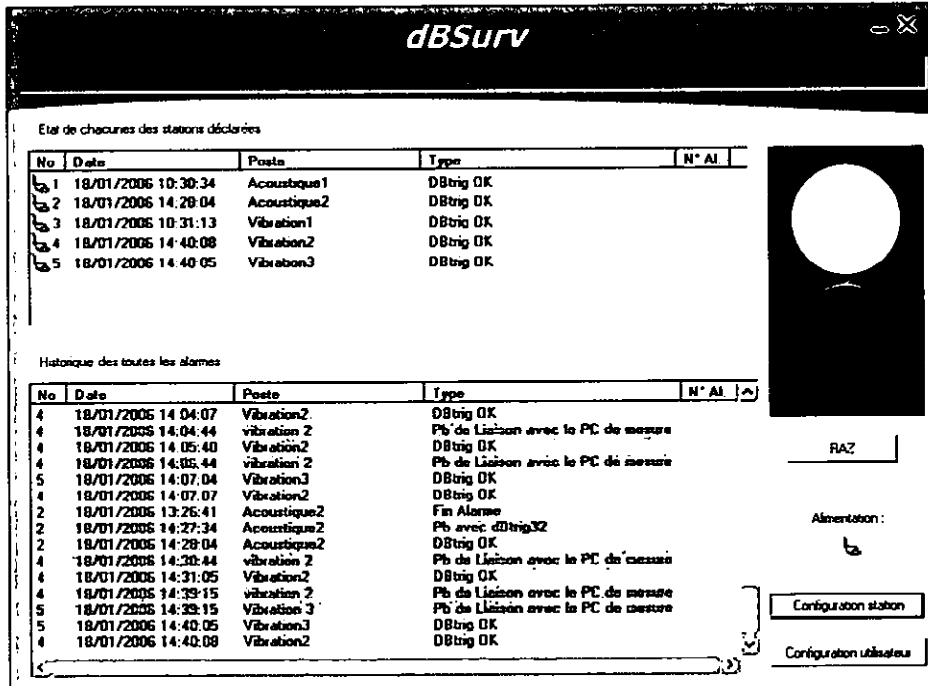 dBSurv
Etat de chacunes des stations déclarées
No Date Poste Type N° Al.
1 18/01/2006 10:30:34 Acoustique1 DBtrig OK
2 18/01/2006 14:28:04 Acoustique2 DBtrig OK
3 18/01/2006 10:31:13 Vibration1 DBtrig OK
4 18/01/2006 14:40:08 Vibration2 DBtrig OK
5 18/01/2006 14:40:05 Vibration3 DBtrig OK
Historique des toutes les alarmes
No Date Poste Type N° Al.
4 18/01/2006 14:04:07 Vibration2 DBtrig OK
4 18/01/2006 14:04:44 vibration 2 Pb de Liaison avec le PC de mesure
4 18/01/2006 14:05:40 Vibration2 DBtrig OK
4 18/01/2006 14:06:44 vibration 2 Pb de Liaison avec le PC de mesure
5 18/01/2006 14:07:04 Vibration3 DBtrig OK
4 18/01/2006 14:07:07 Vibration2 DBtrig OK
2 18/01/2006 13:26:41 Acoustique2 Fin Alarme
2 18/01/2006 14:27:34 Acoustique2 Pb avec dBtrig32
2 18/01/2006 14:28:04 Acoustique2 DBtrig OK
4 18/01/2006 14:30:44 vibration 2 Pb de Liaison avec le PC de mesure
4 18/01/2006 14:31:05 Vibration2 DBtrig OK
4 18/01/2006 14:39:15 vibration 2 Pb de Liaison avec le PC de mesure
5 18/01/2006 14:39:15 Vibration 3 Pb de Liaison avec le PC de mesure
5 18/01/2006 14:40:05 Vibration3 DBtrig OK
4 18/01/2006 14:40:08 Vibration2 DBtrig OK
RAZ
Alimentation :
Configuration station
Configuration utilisateur